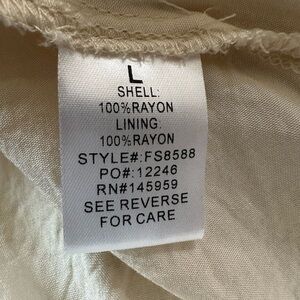 L
SHELL:
100%RAYON
LINING:
100%RAYON
STYLE#:FS8588
PO#:12246
RN#145959
SEE REVERSE
FOR CARE